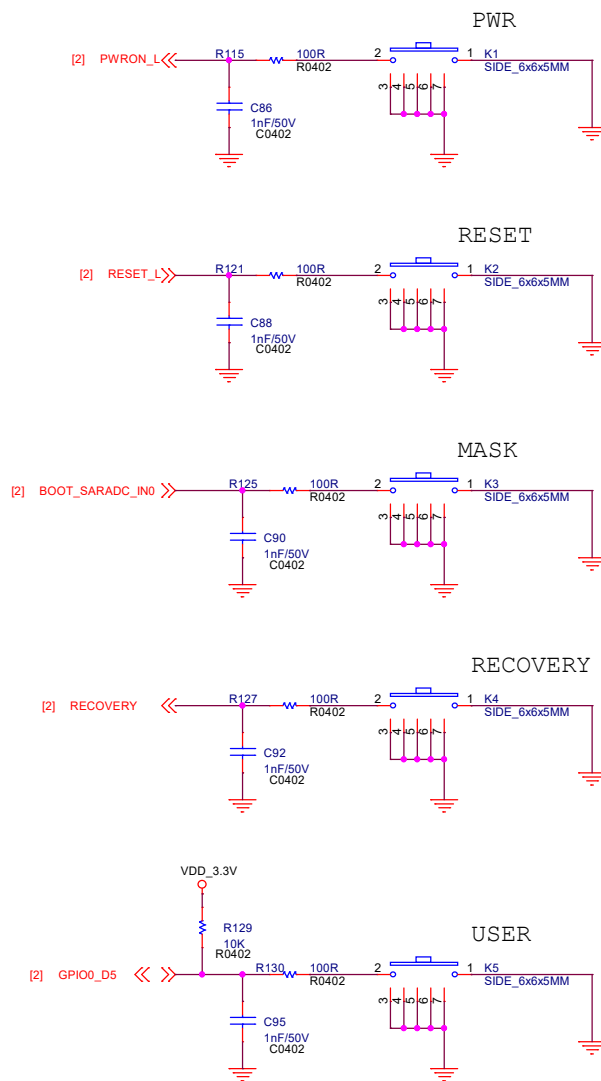 PWR
[2] PWRON_L R115 100R 2 1 K1
R0402 SIDE_6x6x5MM
3 4 5 6 7
C86
1nF/50V
C0402
RESET
[2] RESET_L R121 100R 2 1 K2
R0402 SIDE_6x6x5MM
3 4 5 6 7
C88
1nF/50V
C0402
MASK
[2] BOOT_SARADC_IN0 R125 100R 2 1 K3
R0402 SIDE_6x6x5MM
3 4 5 6 7
C90
1nF/50V
C0402
RECOVERY
[2] RECOVERY R127 100R 2 1 K4
R0402 SIDE_6x6x5MM
3 4 5 6 7
C92
1nF/50V
C0402
VDD_3.3V
R129
10K
R0402
USER
[2] GPIO0_D5 R130 100R 2 1 K5
R0402 SIDE_6x6x5MM
3 4 5 6 7
C95
1nF/50V
C0402